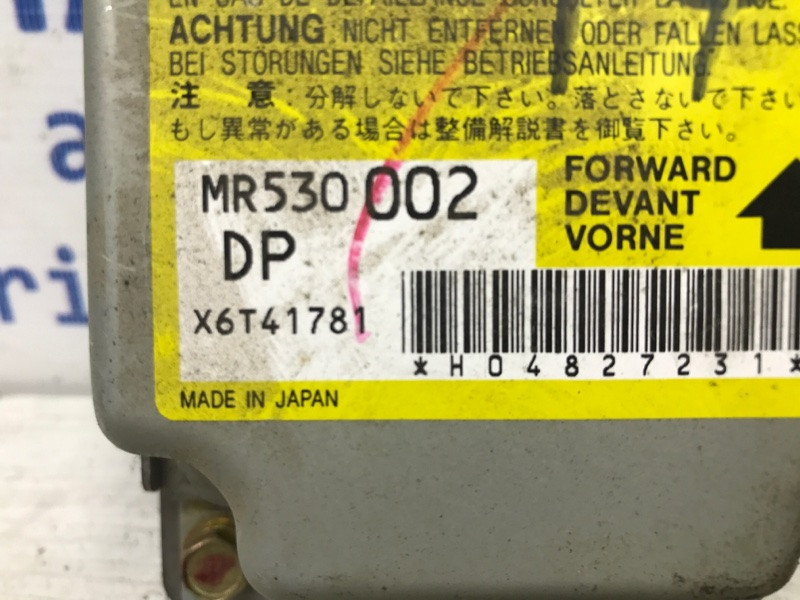 ACHTUNG NICHT ENTFERNEN ODER FALLEN LASS
BEI STÖRUNGEN SIEHE BETRIEBSANLEITUNG.
注 意:分解しないで下さい。落とさないで下さい
もし異常がある場合は整備解説書を御覧下さい。
MR530002
DP
X6T41781
FORWARD
DEVANT
VORNE
*H04827231*
MADE IN JAPAN